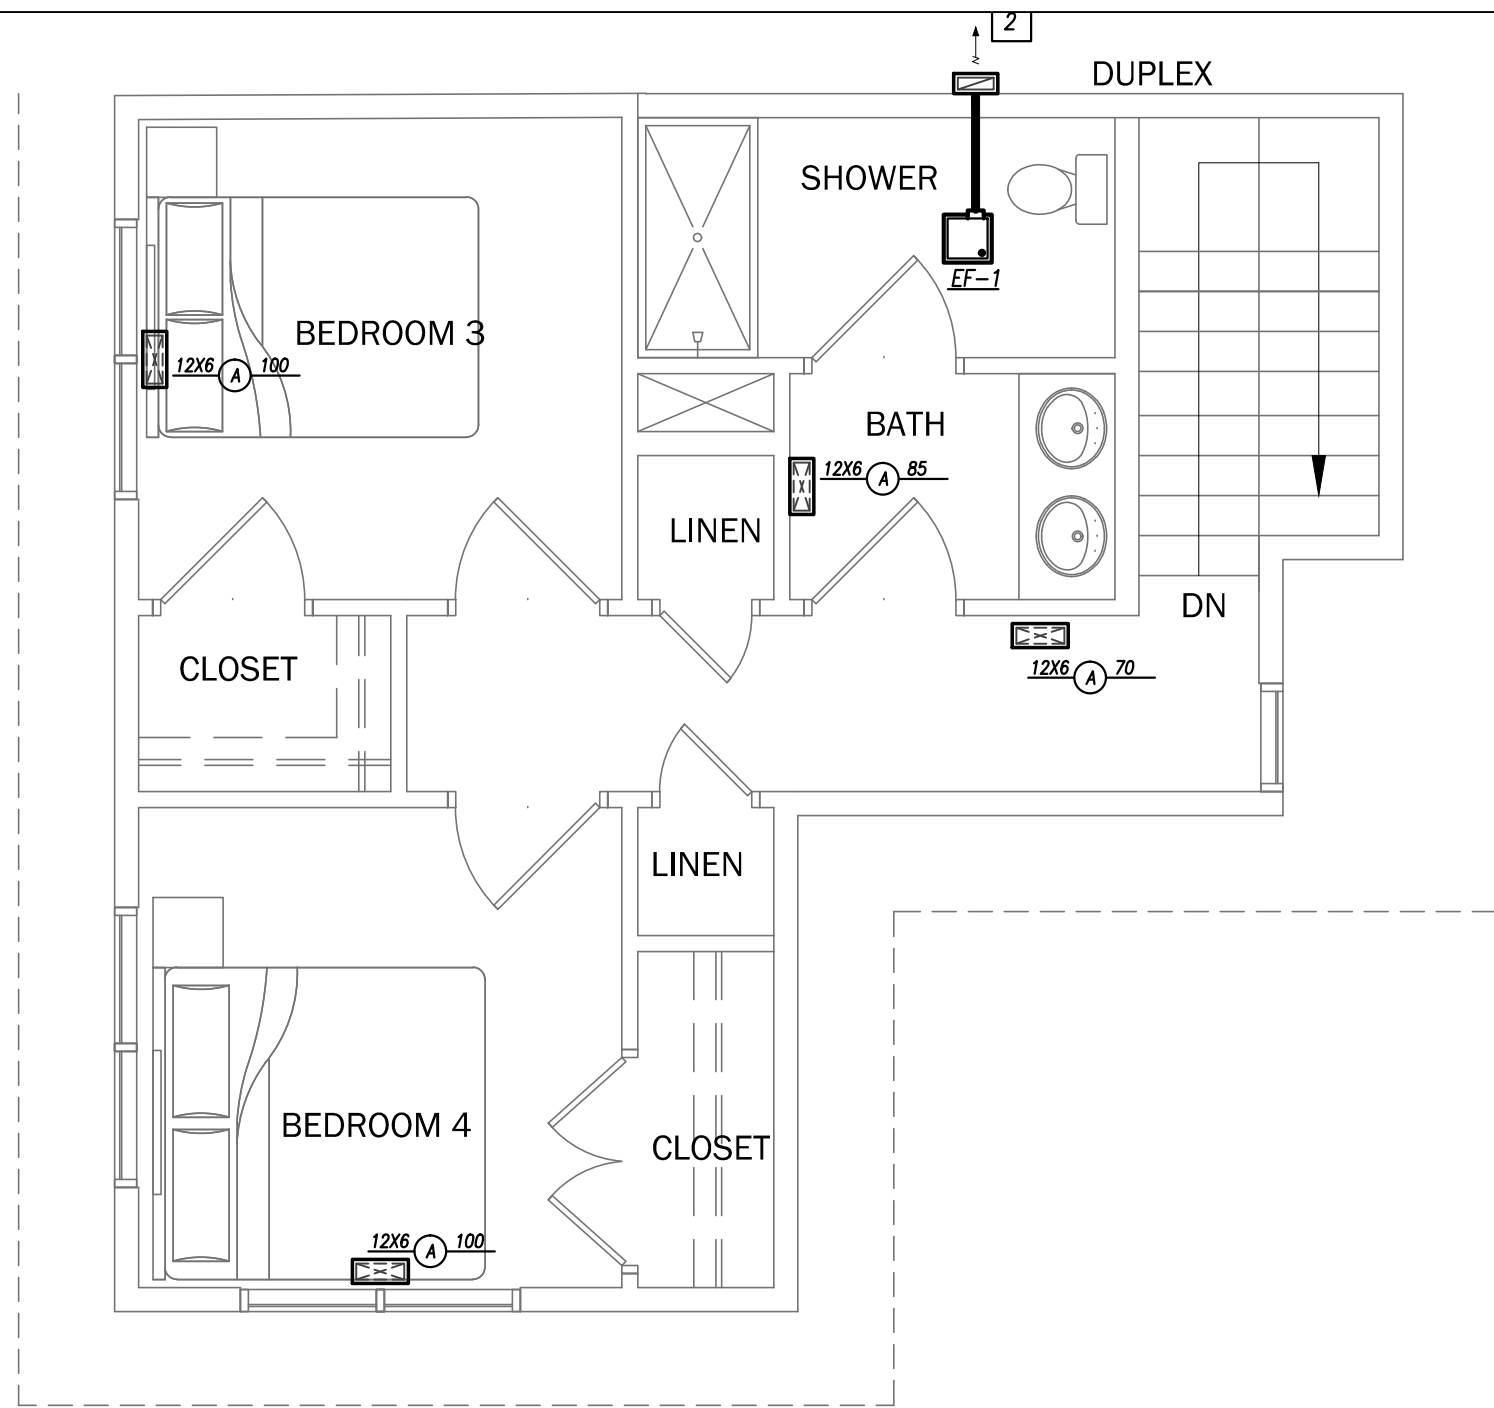 2
DUPLEX
SHOWER
EF-1
BEDROOM 3
12X6 A 100
BATH
12X6 A 85
LINEN
DN
CLOSET
12X6 A 70
LINEN
BEDROOM 4
CLOSET
12X6 A 100